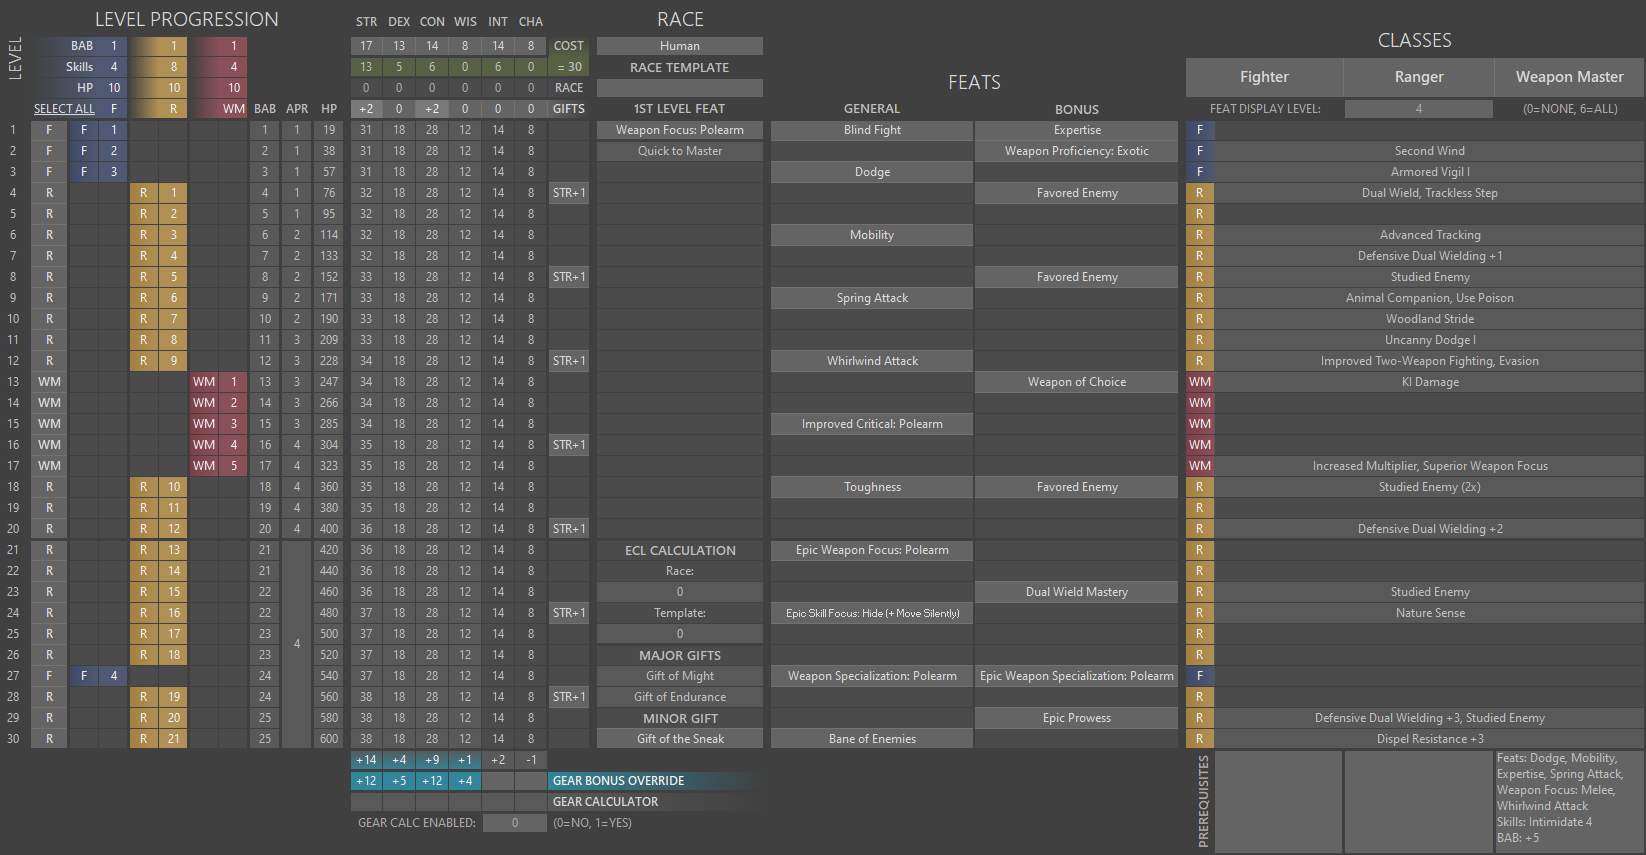 LEVEL PROGRESSION STR DEX CON WIS INT CHA RACE
LEVEL BAB 1 1 1 17 13 14 8 14 8 COST Human CLASSES
Skills 4 8 4 13 5 6 0 6 0 = 30 RACE TEMPLATE Fighter Ranger Weapon Master
HP 10 10 10 0 0 0 0 0 0 RACE FEATS
SELECT ALL F R WM BAB APR HP +2 0 +2 0 0 0 GIFTS 1ST LEVEL FEAT GENERAL BONUS FEAT DISPLAY LEVEL: 4 (0=NONE, 6=ALL)
1 F F 1 1 1 19 31 18 28 12 14 8 Weapon Focus: Polearm Blind Fight Expertise F
2 F F 2 2 1 38 31 18 28 12 14 8 Quick to Master Weapon Proficiency: Exotic F Second Wind
3 F F 3 3 1 57 31 18 28 12 14 8 Dodge F Armored Vigil I
4 R R 1 4 1 76 32 18 28 12 14 8 STR+1 Favored Enemy R Dual Wield, Trackless Step
5 R R 2 5 1 95 32 18 28 12 14 8 R
6 R R 3 6 2 114 32 18 28 12 14 8 Mobility R Advanced Tracking
7 R R 4 7 2 133 32 18 28 12 14 8 R Defensive Dual Wielding +1
8 R R 5 8 2 152 33 18 28 12 14 8 STR+1 Favored Enemy R Studied Enemy
9 R R 6 9 2 171 33 18 28 12 14 8 Spring Attack R Animal Companion, Use Poison
10 R R 7 10 2 190 33 18 28 12 14 8 R Woodland Stride
11 R R 8 11 3 209 33 18 28 12 14 8 R Uncanny Dodge I
12 R R 9 12 3 228 34 18 28 12 14 8 STR+1 Whirlwind Attack R Improved Two-Weapon Fighting, Evasion
13 WM WM 1 13 3 247 34 18 28 12 14 8 Weapon of Choice WM KI Damage
14 WM WM 2 14 3 266 34 18 28 12 14 8 WM
15 WM WM 3 15 3 285 34 18 28 12 14 8 Improved Critical: Polearm WM
16 WM WM 4 16 4 304 35 18 28 12 14 8 STR+1 WM
17 WM WM 5 17 4 323 35 18 28 12 14 8 WM Increased Multiplier, Superior Weapon Focus
18 R R 10 18 4 360 35 18 28 12 14 8 Toughness Favored Enemy R Studied Enemy (2x)
19 R R 11 19 4 380 35 18 28 12 14 8 R
20 R R 12 20 4 400 36 18 28 12 14 8 STR+1 R Defensive Dual Wielding +2
21 R R 13 21 420 36 18 28 12 14 8 ECL CALCULATION Epic Weapon Focus: Polearm R
22 R R 14 21 440 36 18 28 12 14 8 Race: R
23 R R 15 22 460 36 18 28 12 14 8 0 Dual Wield Mastery R Studied Enemy
24 R R 16 22 480 37 18 28 12 14 8 STR+1 Template: Epic Skill Focus: Hide (+ Move Silently) R Nature Sense
25 R R 17 23 4 500 37 18 28 12 14 8 0 R
26 R R 18 23 520 37 18 28 12 14 8 MAJOR GIFTS R
27 F F 4 24 540 37 18 28 12 14 8 Gift of Might Weapon Specialization: Polearm Epic Weapon Specialization: Polearm F
28 R R 19 24 560 38 18 28 12 14 8 STR+1 Gift of Endurance R
29 R R 20 25 580 38 18 28 12 14 8 MINOR GIFT Epic Prowess R Defensive Dual Wielding +3, Studied Enemy
30 R R 21 25 600 38 18 28 12 14 8 Gift of the Sneak Bane of Enemies R Dispel Resistance +3
+14 +4 +9 +1 +2 -1
+12 +5 +12 +4 GEAR BONUS OVERRIDE
GEAR CALCULATOR
GEAR CALC ENABLED: 0 (0=NO, 1=YES)
PREREQUISITES
Feats: Dodge, Mobility,
Expertise, Spring Attack,
Weapon Focus: Melee,
Whirlwind Attack
Skills: Intimidate 4
BAB: +5